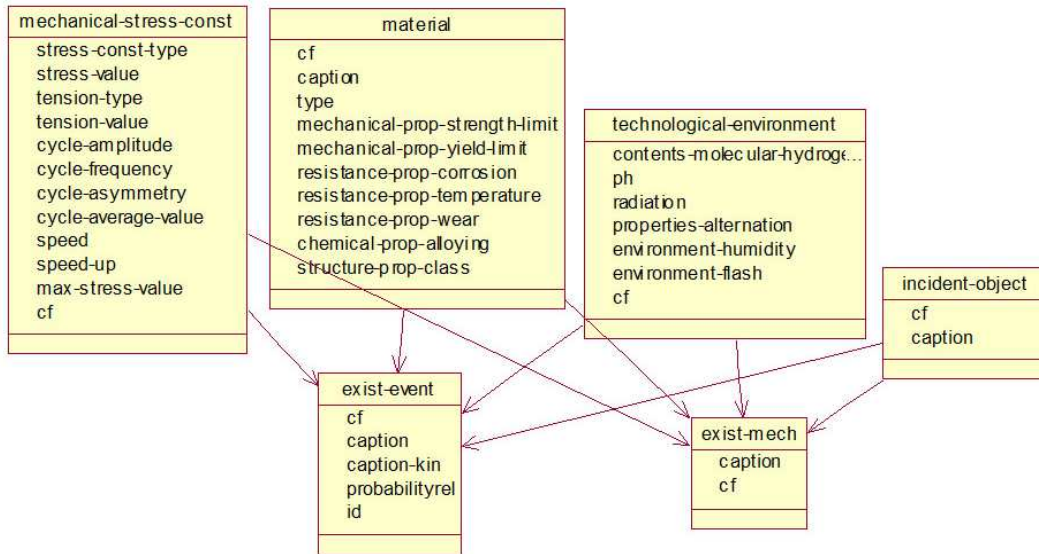 mechanical-stress-const
stress-const-type
stress-value
tension-type
tension-value
cycle-amplitude
cycle-frequency
cycle-asymmetry
cycle-average-value
speed
speed-up
max-stress-value
cf
material
cf
caption
type
mechanical-prop-strength-limit
mechanical-prop-yield-limit
resistance-prop-corrosion
resistance-prop-temperature
resistance-prop-wear
chemical-prop-alloying
structure-prop-class
technological-environment
contents-molecular-hydroge...
ph
radiation
properties-alternation
environment-humidity
environment-flash
cf
incident-object
cf
caption
exist-event
cf
caption
caption-kin
probabilityrel
id
exist-mech
caption
cf